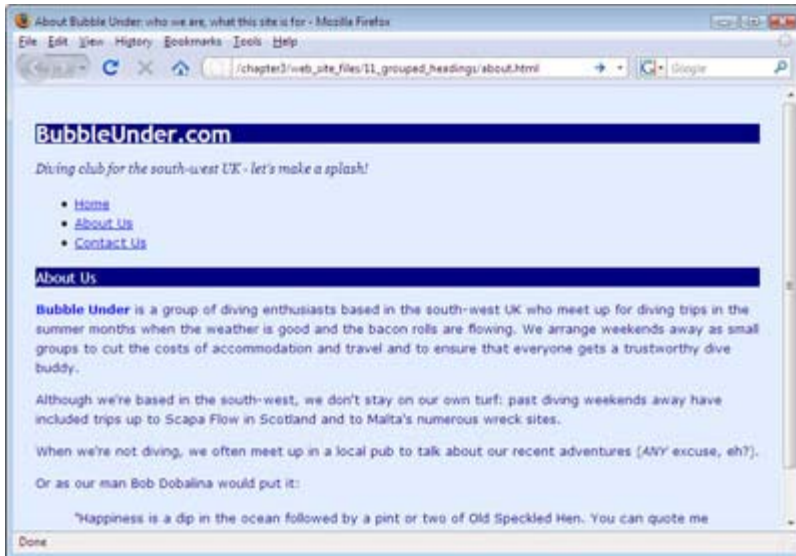 About Bubble Under: who we are, what this site is for - Mozilla Firefox
File Edit View History Bookmarks Tools Help
/chapter3/web_site_files/11_grouped_headings/about.html
Google
BubbleUnder.com
Diving club for the south-west UK - let's make a splash!
Home
About Us
Contact Us
About Us
Bubble Under is a group of diving enthusiasts based in the south-west UK who meet up for diving trips in the
summer months when the weather is good and the bacon rolls are flowing. We arrange weekends away as small
groups to cut the costs of accommodation and travel and to ensure that everyone gets a trustworthy dive
buddy.
Although we're based in the south-west, we don't stay on our own turf: past diving weekends away have
included trips up to Scapa Flow in Scotland and to Malta's numerous wreck sites.
When we're not diving, we often meet up in a local pub to talk about our recent adventures (ANY excuse, eh?).
Or as our man Bob Dobalina would put it:
"Happiness is a dip in the ocean followed by a pint or two of Old Speckled Hen. You can quote me
Done